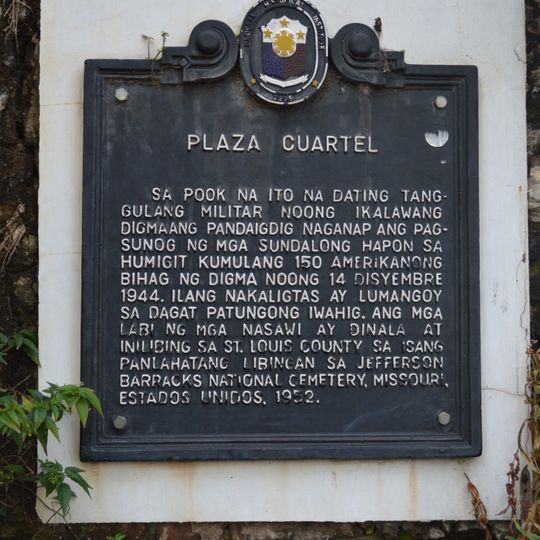 PLAZA CUARTEL
SA POOK NA ITO NA DATING TANG-
GULANG MILITAR NOONG IKALAWANG
DIGMAANG PANDAIGDIG NAGANAP ANG PAG-
SUNOG NG MGA SUNDALONG HAPON SA
HUMIGIT KUMULANG 150 AMERIKANONG
BIHAG NG DIGMA NOONG 14 DISYEMBRE
1944. ILANG NAKALIGTAS AY LUMANGOY
SA DAGAT PATUNGONG IWAHIG. ANG MGA
LABI NG MGA NASAWI AY DINALA AT
INILIBING SA ST. LOUIS COUNTY SA ISANG
PANLAHATANG LIBINGAN SA JEFFERSON
BARRACKS NATIONAL CEMETERY, MISSOURI,
ESTADOS UNIDOS, 1952.